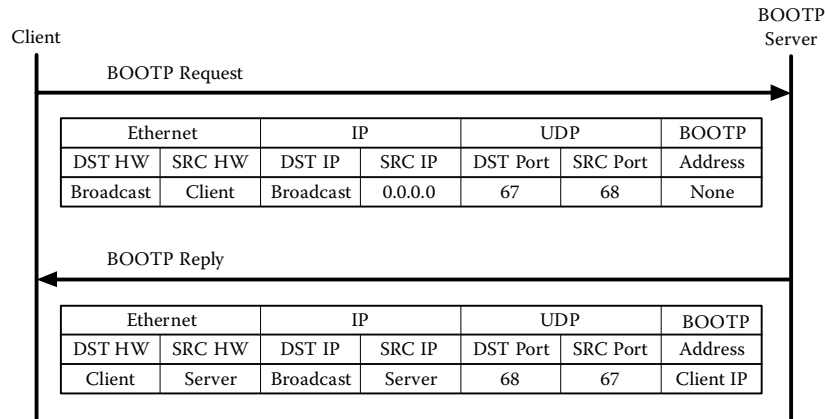 BOOTP
Client Server
BOOTP Request
Ethernet IP UDP BOOTP
DST HW SRC HW DST IP SRC IP DST Port SRC Port Address
Broadcast Client Broadcast 0.0.0.0 67 68 None
BOOTP Reply
Ethernet IP UDP BOOTP
DST HW SRC HW DST IP SRC IP DST Port SRC Port Address
Client Server Broadcast Server 68 67 Client IP